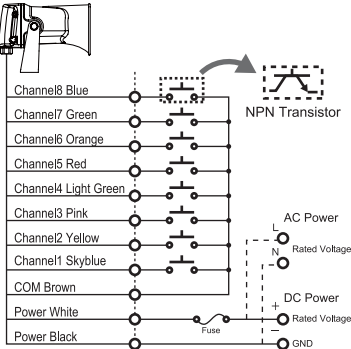 Channel8 Blue
NPN Transistor
Channel7 Green
Channel6 Orange
Channel5 Red
Channel4 Light Green
Channel3 Pink
Channel2 Yellow
Channel1 Skyblue
COM Brown
Power White
Power Black
Fuse
AC Power
L
Rated Voltage
N
DC Power
+
Rated Voltage
−
GND